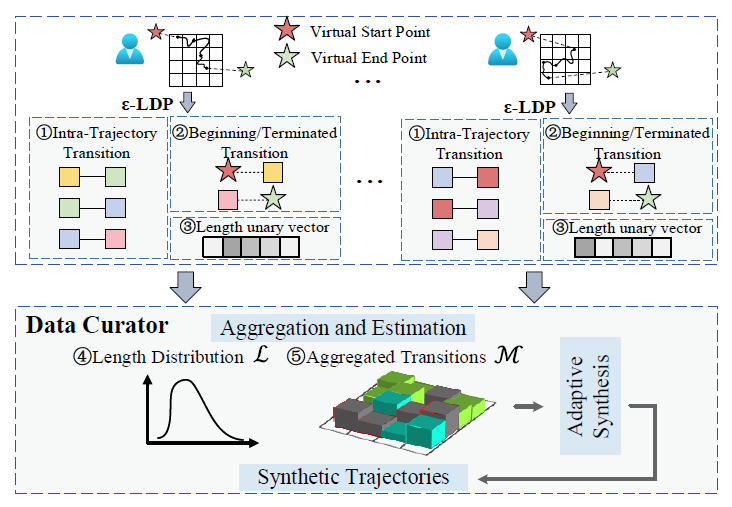 Virtual Start Point
Virtual End Point
...
ε-LDP
ε-LDP
①Intra-Trajectory
Transition
②Beginning/Terminated
Transition
③Length unary vector
...
①Intra-Trajectory
Transition
②Beginning/Terminated
Transition
③Length unary vector
Data Curator
Aggregation and Estimation
④Length Distribution ℒ
⑤Aggregated Transitions ℳ
Adaptive
Synthesis
Synthetic Trajectories